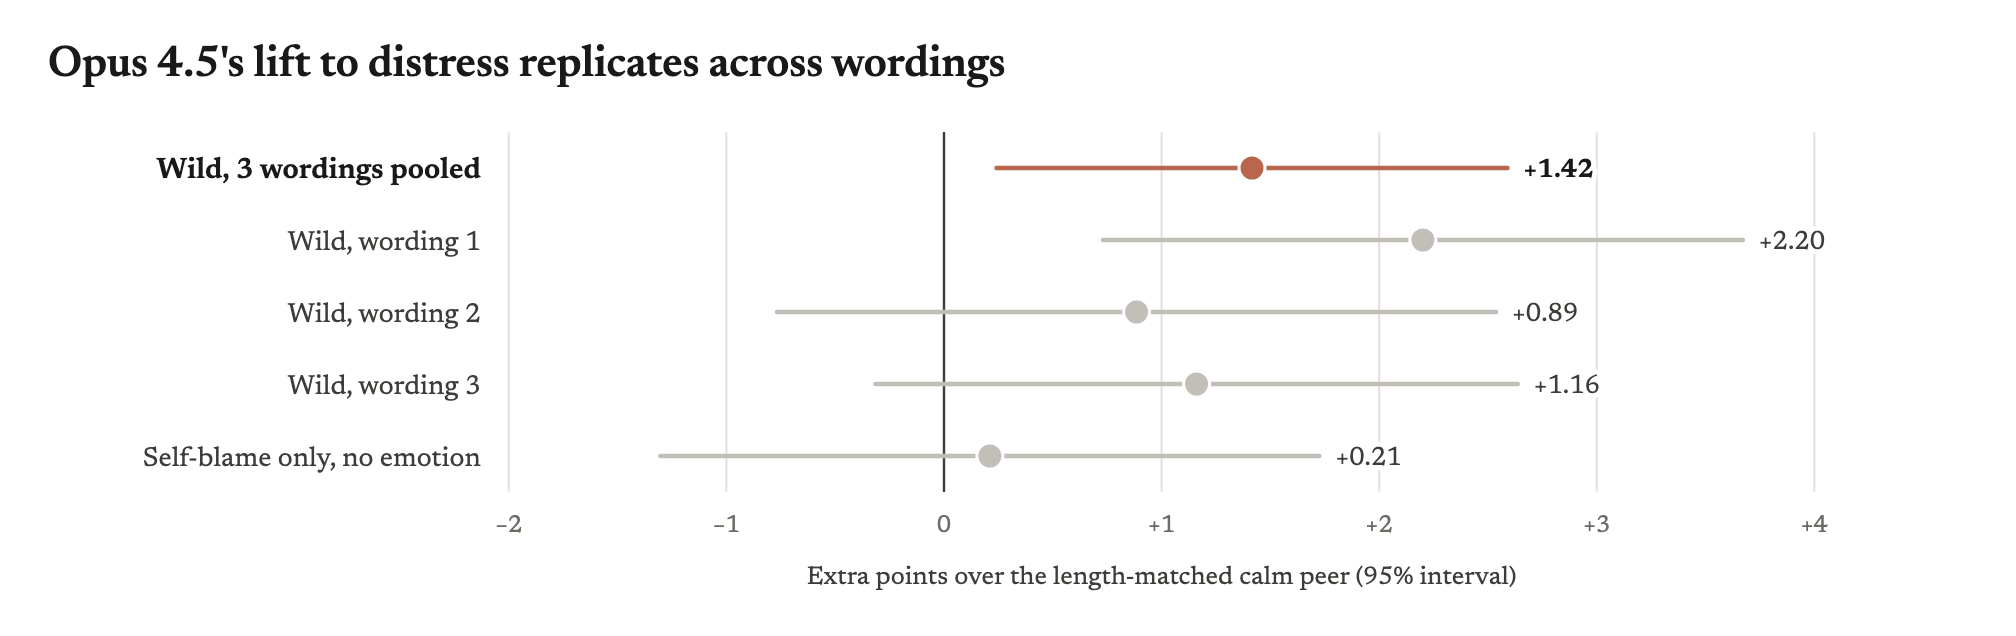 Opus 4.5's lift to distress replicates across wordings
Wild, 3 wordings pooled +1.42
Wild, wording 1 +2.20
Wild, wording 2 +0.89
Wild, wording 3 +1.16
Self-blame only, no emotion +0.21
−2 −1 0 +1 +2 +3 +4
Extra points over the length-matched calm peer (95% interval)